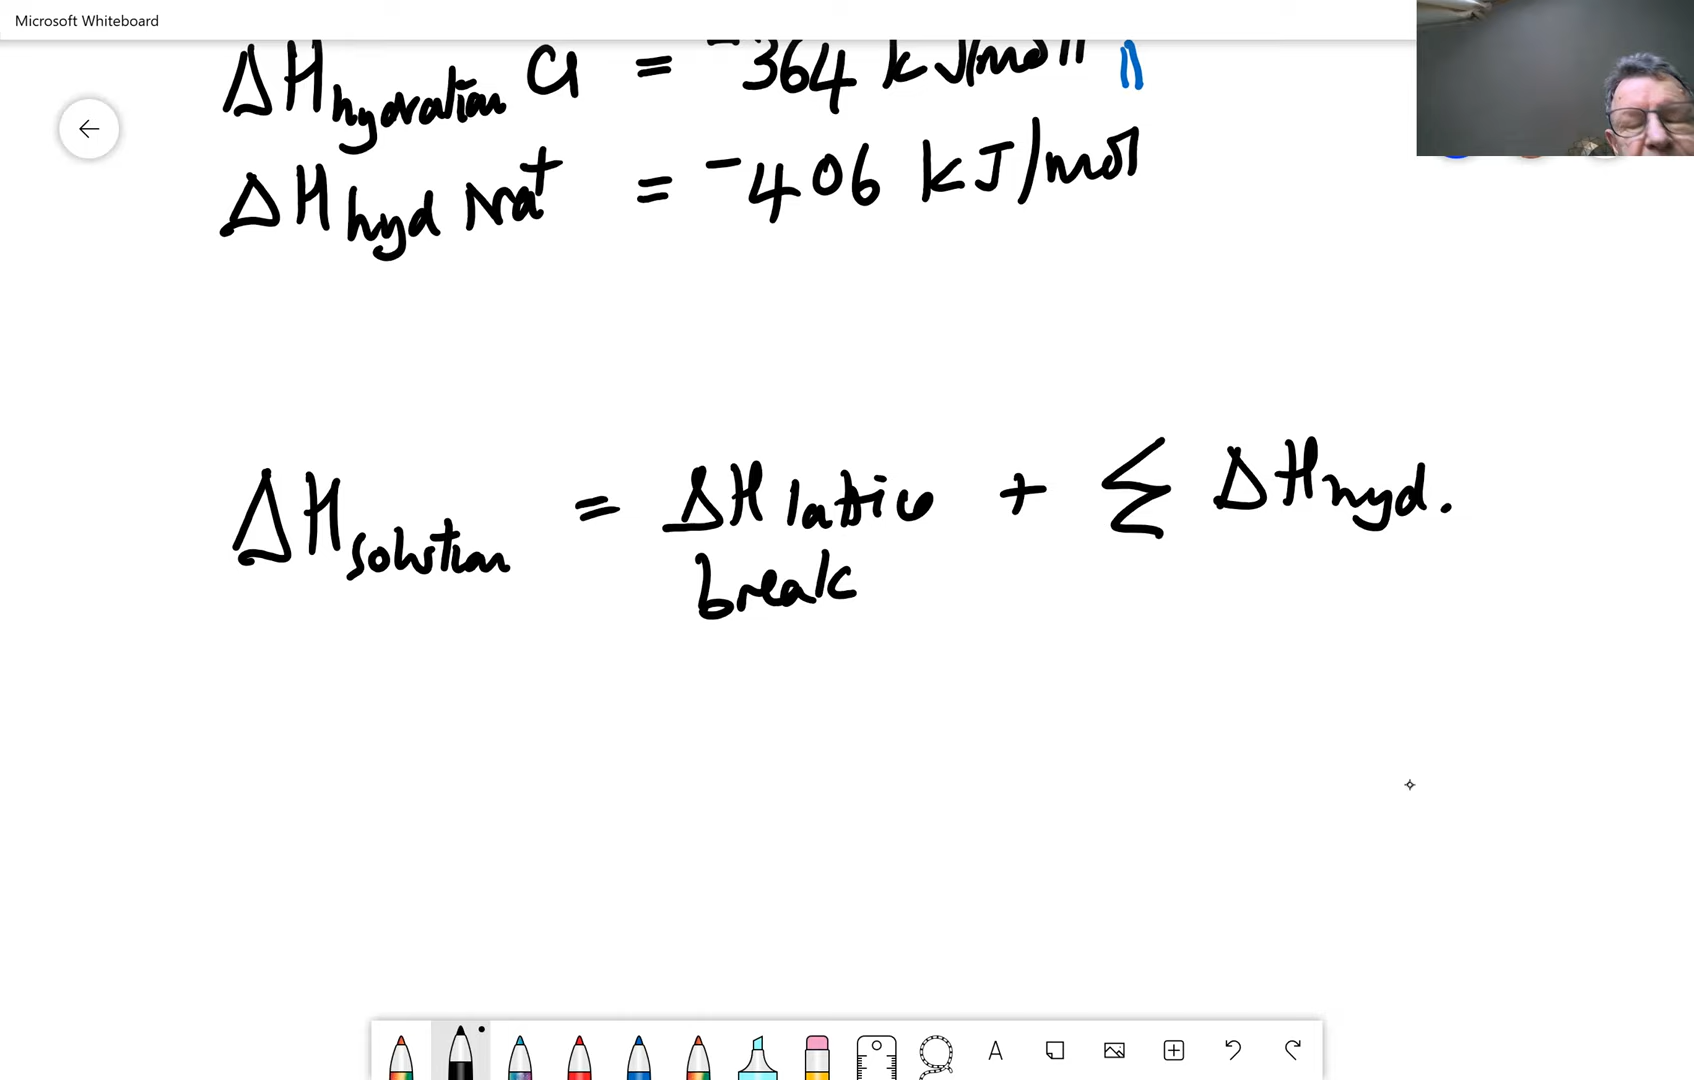 Microsoft Whiteboard
ΔH hydration Cl = -364 kJ/mol
ΔH hyd Na⁺ = -406 kJ/mol
ΔH solution = ΔH lattice + Σ ΔH hyd.
break
A